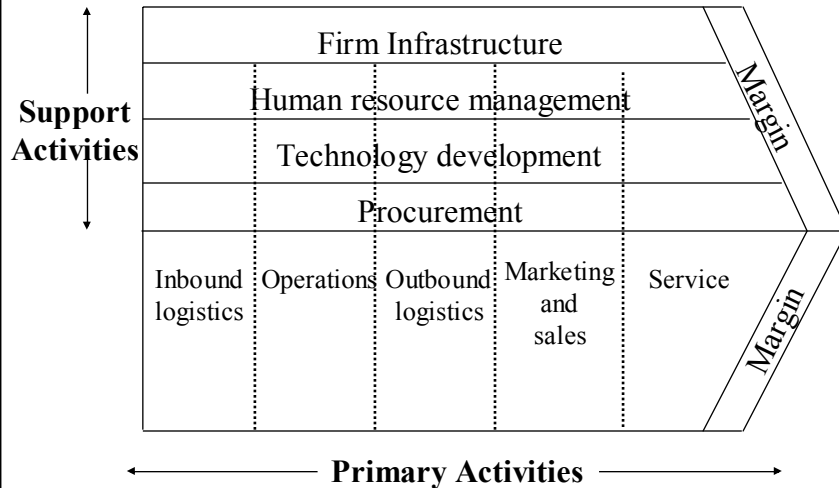 Firm Infrastructure
Human resource management
Support
Activities
Technology development
Procurement
Margin
Inbound
logistics
Operations
Outbound
logistics
Marketing
and
sales
Service
Margin
Primary Activities